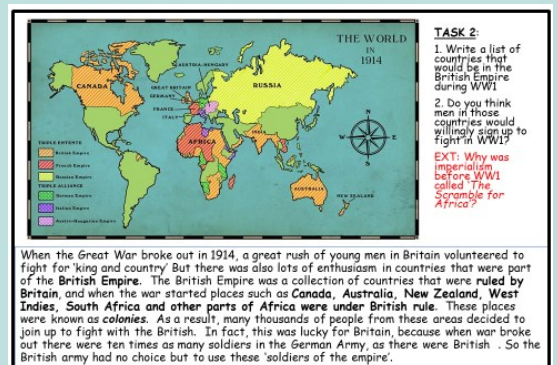 THE WORLD
IN
1914
AUSTRIA-HUNGARY
CANADA
GREAT BRITAIN
GERMANY
RUSSIA
FRANCE
ITALY
AFRICA
INDIA
AUSTRALIA
NEW ZEALAND
N
W
E
S
TRIPLE ENTENTE
British Empire
French Empire
Russian Empire
TRIPLE ALLIANCE
German Empire
Italian Empire
Austro-Hungarian Empire
TASK 2:
1. Write a list of
countries that
would be in the
British Empire
during WW1
2. Do you think
men in those
countries would
willingly sign up to
fight in WW1?
EXT: Why was
imperialism
before WW1
called 'The
Scramble for
Africa'?
When the Great War broke out in 1914, a great rush of young men in Britain volunteered to
fight for 'king and country' But there was also lots of enthusiasm in countries that were part
of the British Empire. The British Empire was a collection of countries that were ruled by
Britain, and when the war started places such as Canada, Australia, New Zealand, West
Indies, South Africa and other parts of Africa were under British rule. These places
were known as colonies. As a result, many thousands of people from these areas decided to
join up to fight with the British. In fact, this was lucky for Britain, because when war broke
out there were ten times as many soldiers in the German Army, as there were British . So the
British army had no choice but to use these 'soldiers of the empire'.